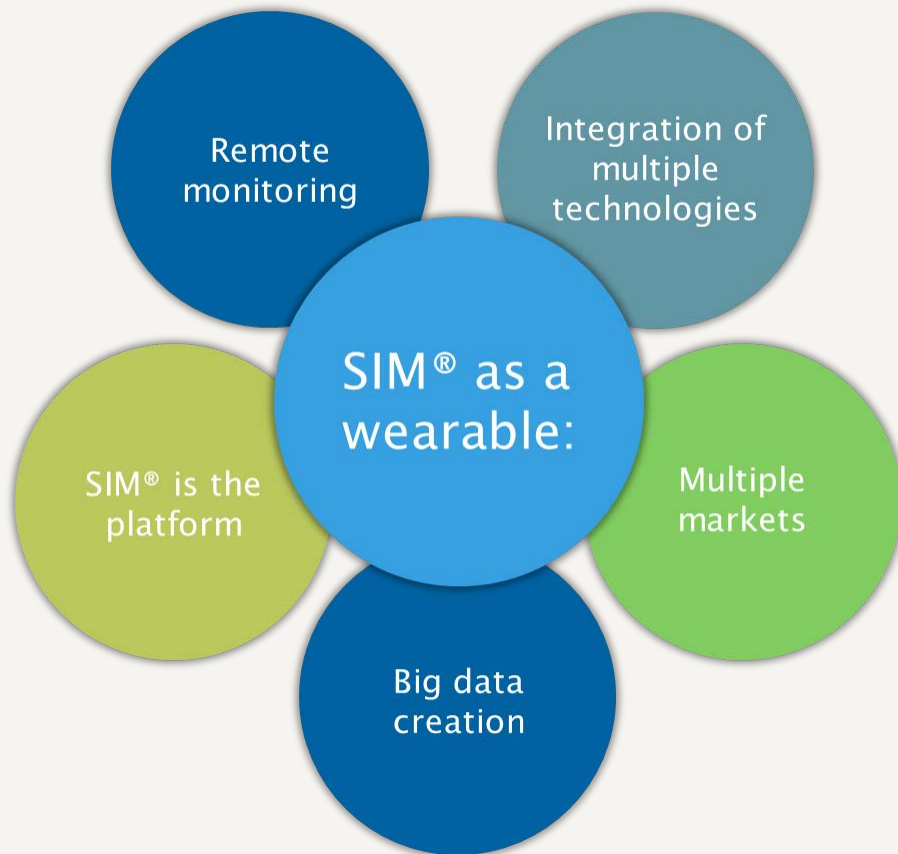 Remote
monitoring
Integration of
multiple
technologies
SIM® as a
wearable:
SIM® is the
platform
Multiple
markets
Big data
creation